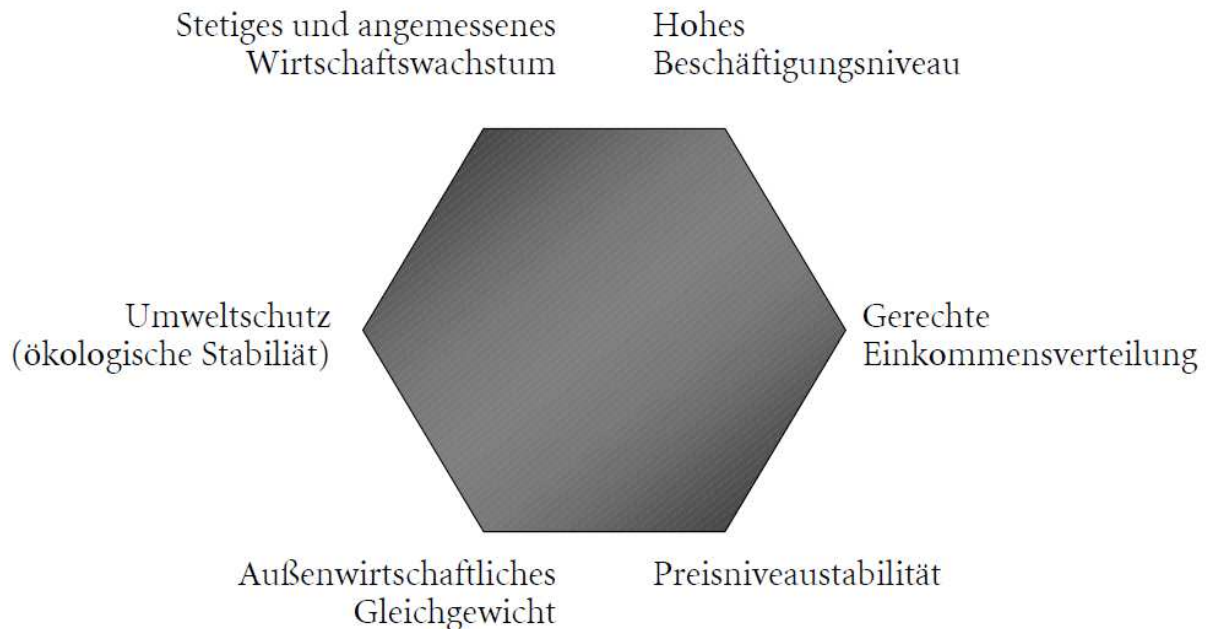 Stetiges und angemessenes
Wirtschaftswachstum
Hohes
Beschäftigungsniveau
Umweltschutz
(ökologische Stabiliät)
Gerechte
Einkommensverteilung
Außenwirtschaftliches
Gleichgewicht
Preisniveaustabilität